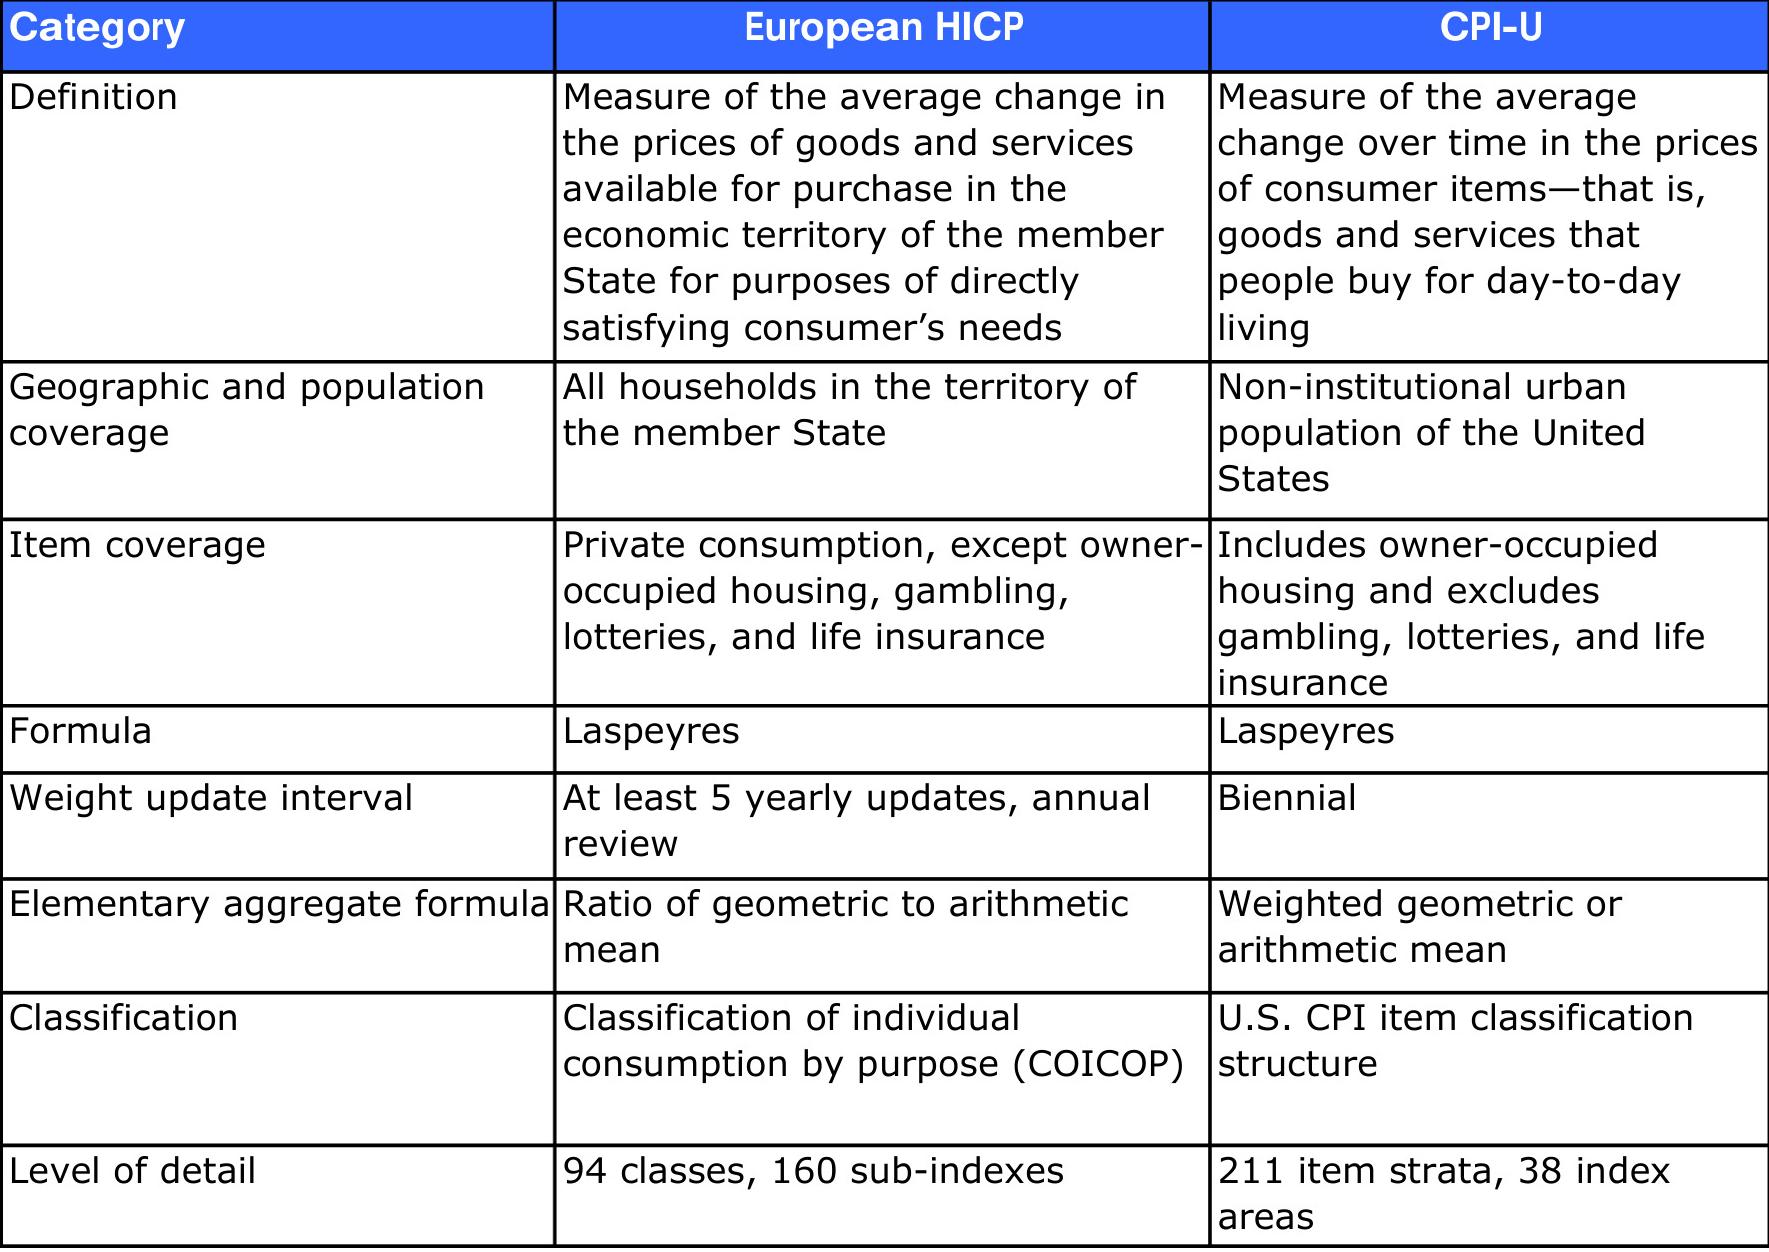 Category
European HICP
CPI-U
Definition
Measure of the average change in
the prices of goods and services
available for purchase in the
economic territory of the member
State for purposes of directly
satisfying consumer’s needs
Measure of the average
change over time in the prices
of consumer items—that is,
goods and services that
people buy for day-to-day
living
Geographic and population
coverage
All households in the territory of
the member State
Non-institutional urban
population of the United
States
Item coverage
Private consumption, except owner-
occupied housing, gambling,
lotteries, and life insurance
Includes owner-occupied
housing and excludes
gambling, lotteries, and life
insurance
Formula
Laspeyres
Laspeyres
Weight update interval
At least 5 yearly updates, annual
review
Biennial
Elementary aggregate formula
Ratio of geometric to arithmetic
mean
Weighted geometric or
arithmetic mean
Classification
Classification of individual
consumption by purpose (COICOP)
U.S. CPI item classification
structure
Level of detail
94 classes, 160 sub-indexes
211 item strata, 38 index
areas